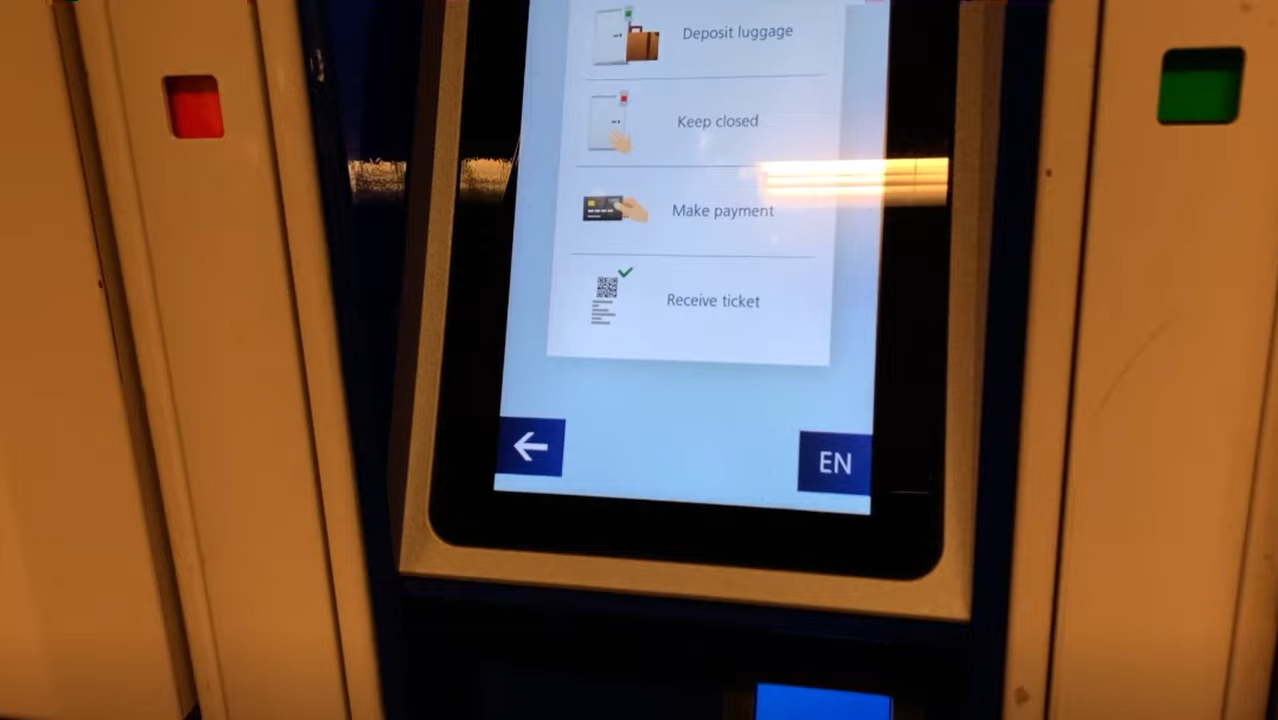 Deposit luggage
Keep closed
Make payment
Receive ticket
EN